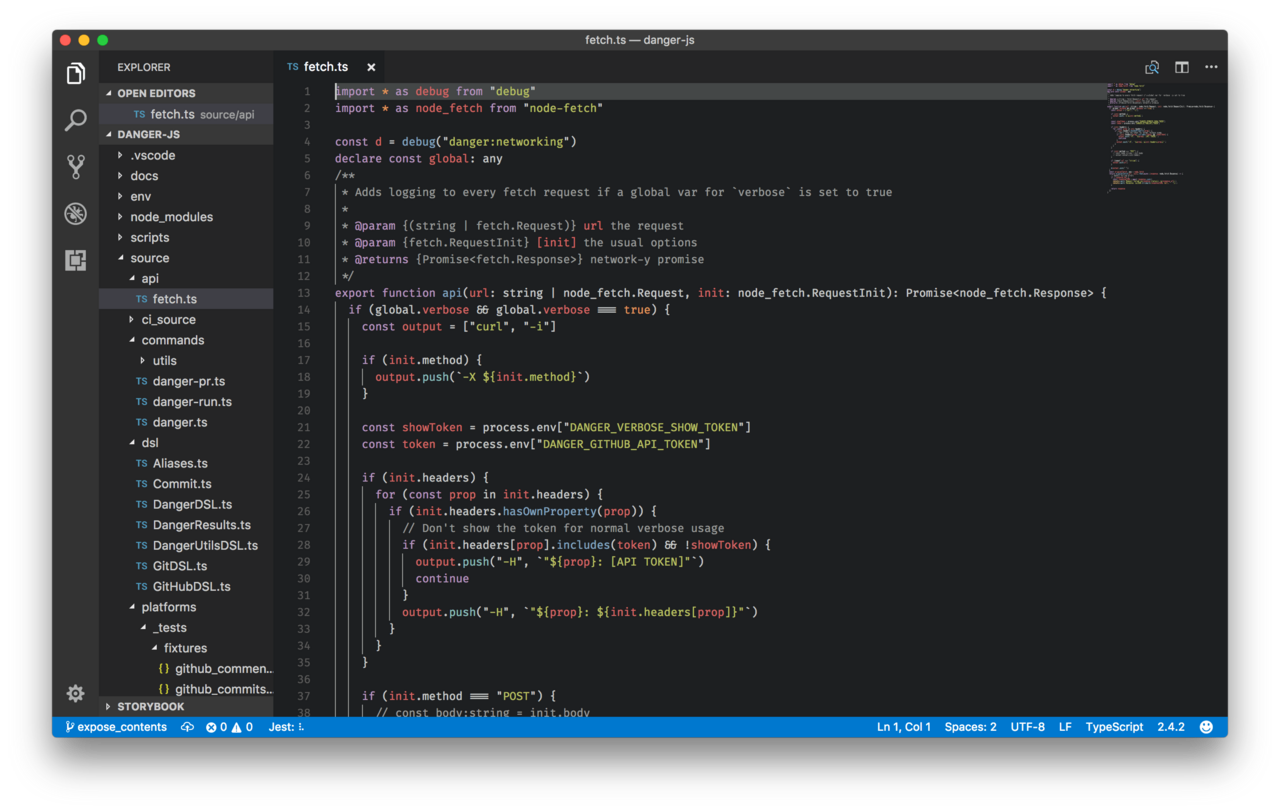 fetch.ts — danger-js
EXPLORER
OPEN EDITORS
TS fetch.ts source/api
DANGER-JS
.vscode
docs
env
node_modules
scripts
source
api
TS fetch.ts
ci_source
commands
utils
TS danger-pr.ts
TS danger-run.ts
TS danger.ts
dsl
TS Aliases.ts
TS Commit.ts
TS DangerDSL.ts
TS DangerResults.ts
TS DangerUtilsDSL.ts
TS GitDSL.ts
TS GitHubDSL.ts
platforms
_tests
fixtures
{} github_commen...
{} github_commits...
STORYBOOK
TS fetch.ts ×
1 import * as debug from "debug"
2 import * as node_fetch from "node-fetch"
3
4 const d = debug("danger:networking")
5 declare const global: any
6 /**
7 * Adds logging to every fetch request if a global var for `verbose` is set to true
8 *
9 * @param {(string | fetch.Request)} url the request
10 * @param {fetch.RequestInit} [init] the usual options
11 * @returns {Promise<fetch.Response>} network-y promise
12 */
13 export function api(url: string | node_fetch.Request, init: node_fetch.RequestInit): Promise<node_fetch.Response> {
14 if (global.verbose && global.verbose === true) {
15 const output = ["curl", "-i"]
16
17 if (init.method) {
18 output.push(`-X ${init.method}`)
19 }
20
21 const showToken = process.env["DANGER_VERBOSE_SHOW_TOKEN"]
22 const token = process.env["DANGER_GITHUB_API_TOKEN"]
23
24 if (init.headers) {
25 for (const prop in init.headers) {
26 if (init.headers.hasOwnProperty(prop)) {
27 // Don't show the token for normal verbose usage
28 if (init.headers[prop].includes(token) && !showToken) {
29 output.push("-H", `"${prop}: [API TOKEN]"`)
30 continue
31 }
32 output.push("-H", `"${prop}: ${init.headers[prop]}"`)
33 }
34 }
35 }
36
37 if (init.method === "POST") {
38 // const body:string = init.body
expose_contents 0 0 Jest: Ln 1, Col 1 Spaces: 2 UTF-8 LF TypeScript 2.4.2